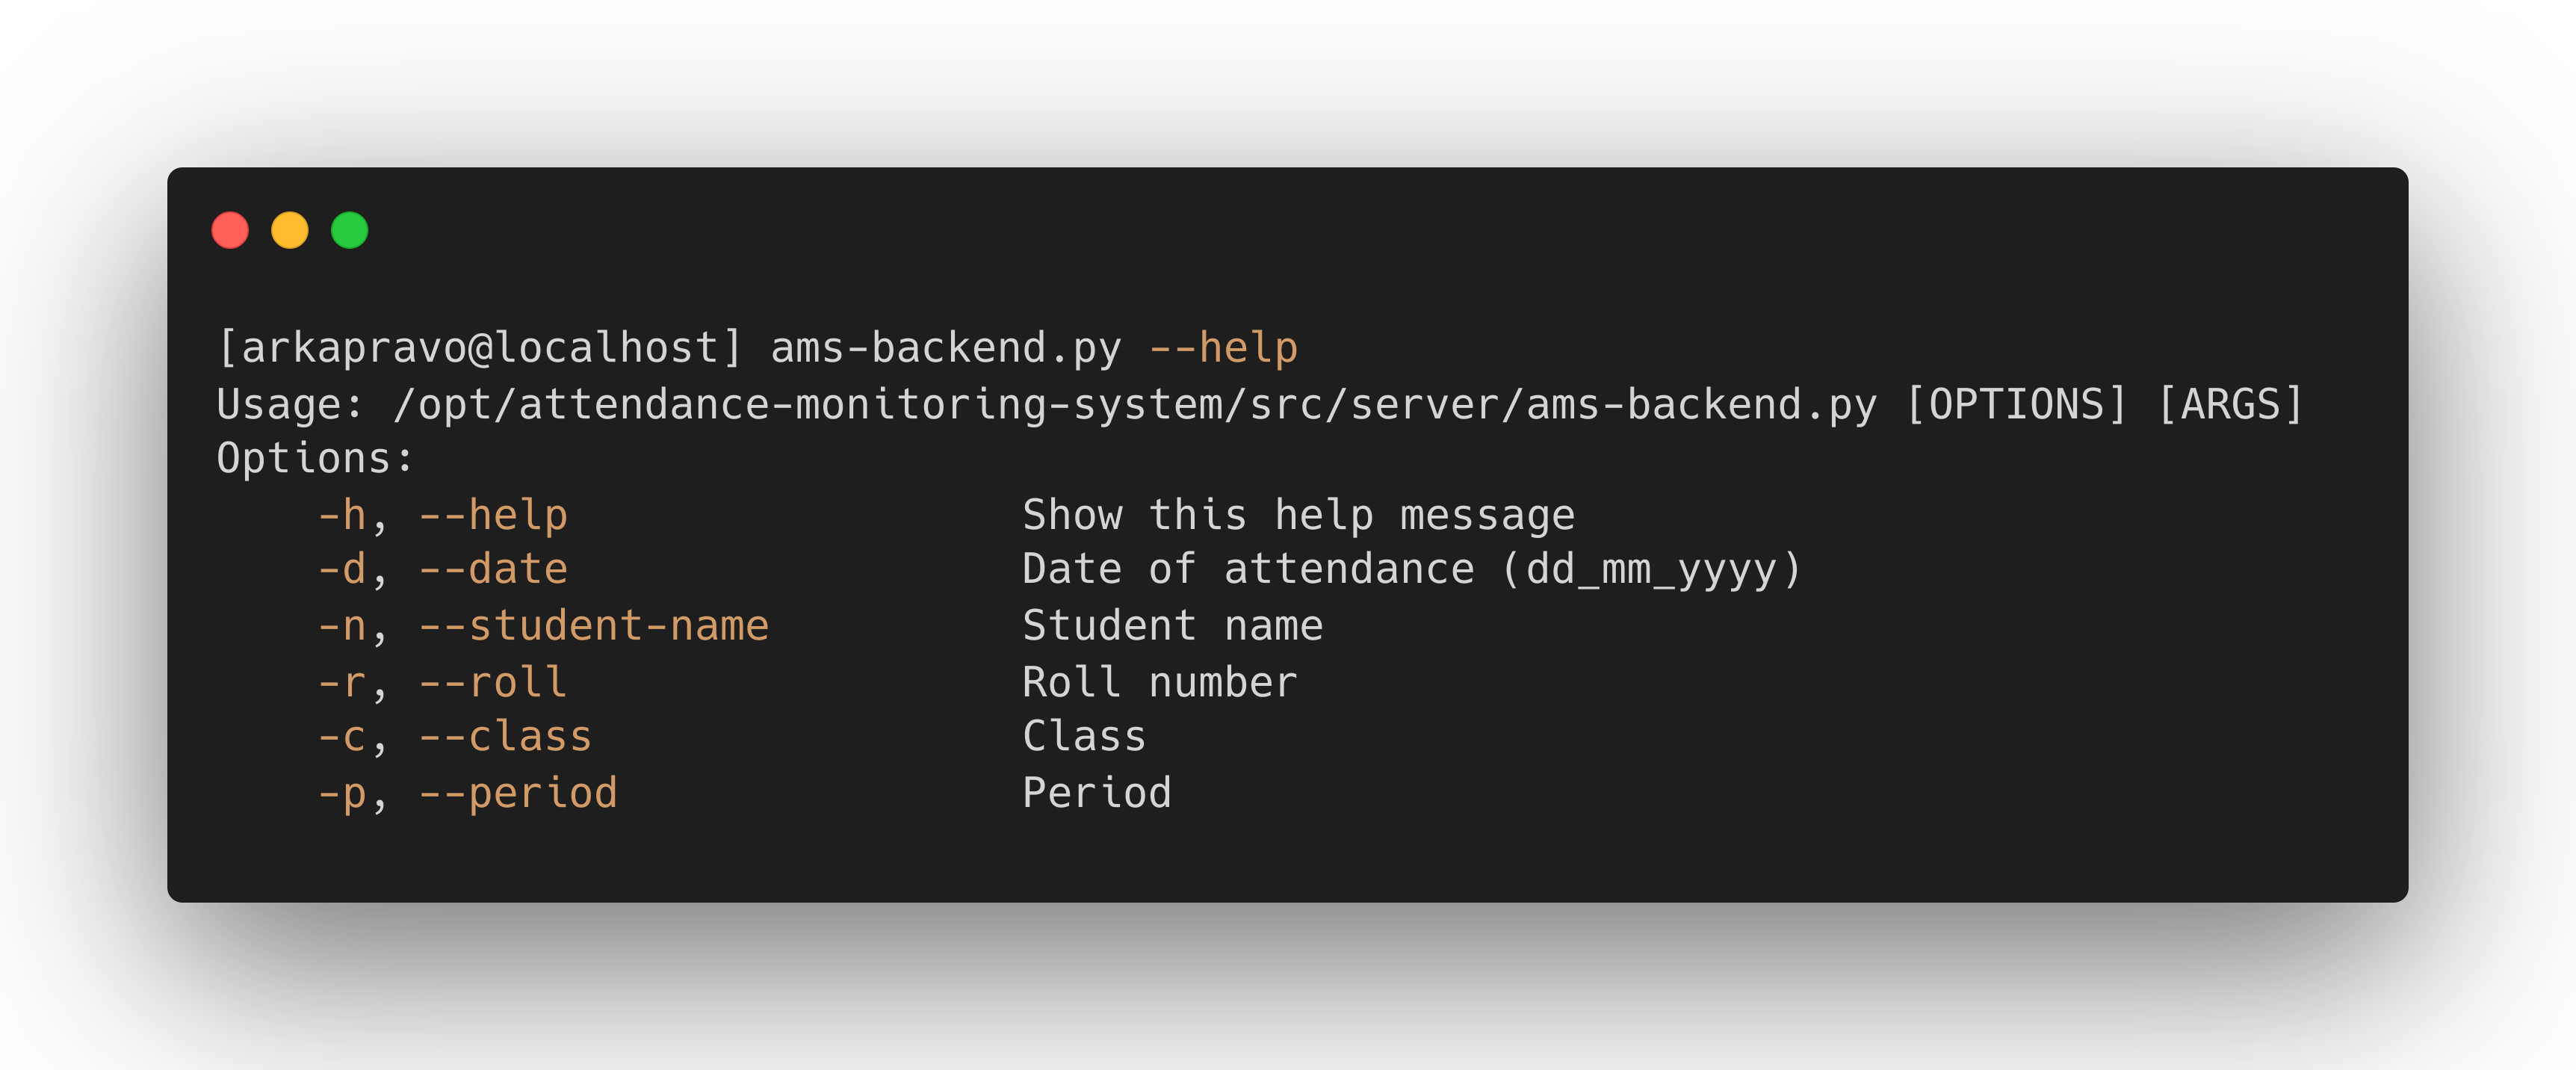 [arkapravo@localhost] ams-backend.py --help
Usage: /opt/attendance-monitoring-system/src/server/ams-backend.py [OPTIONS] [ARGS]
Options:
    -h, --help                  Show this help message
    -d, --date                  Date of attendance (dd_mm_yyyy)
    -n, --student-name          Student name
    -r, --roll                  Roll number
    -c, --class                 Class
    -p, --period                Period